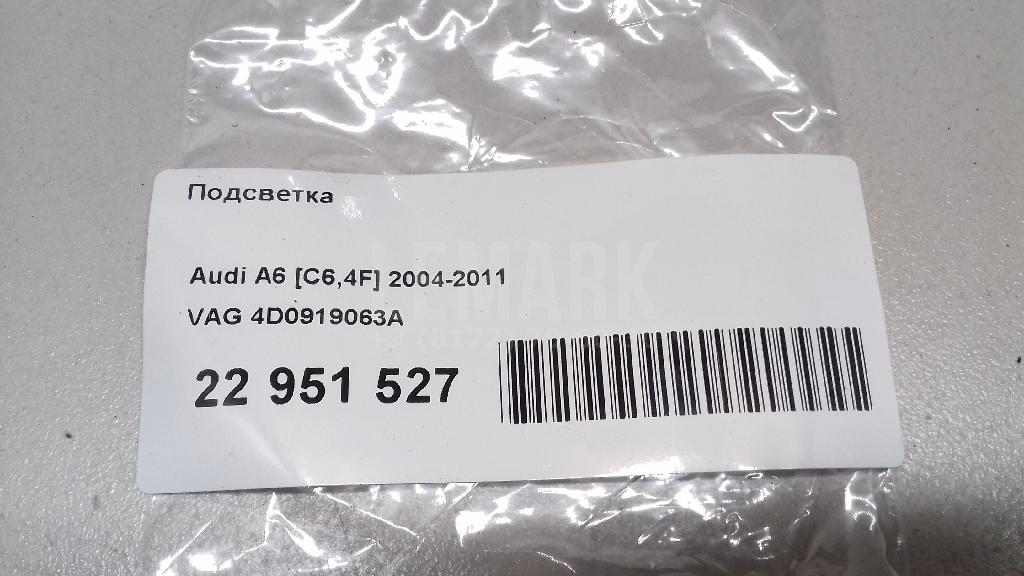 Подсветка
LEMARK
Audi A6 [C6,4F] 2004-2011
VAG 4D0919063A
22 951 527